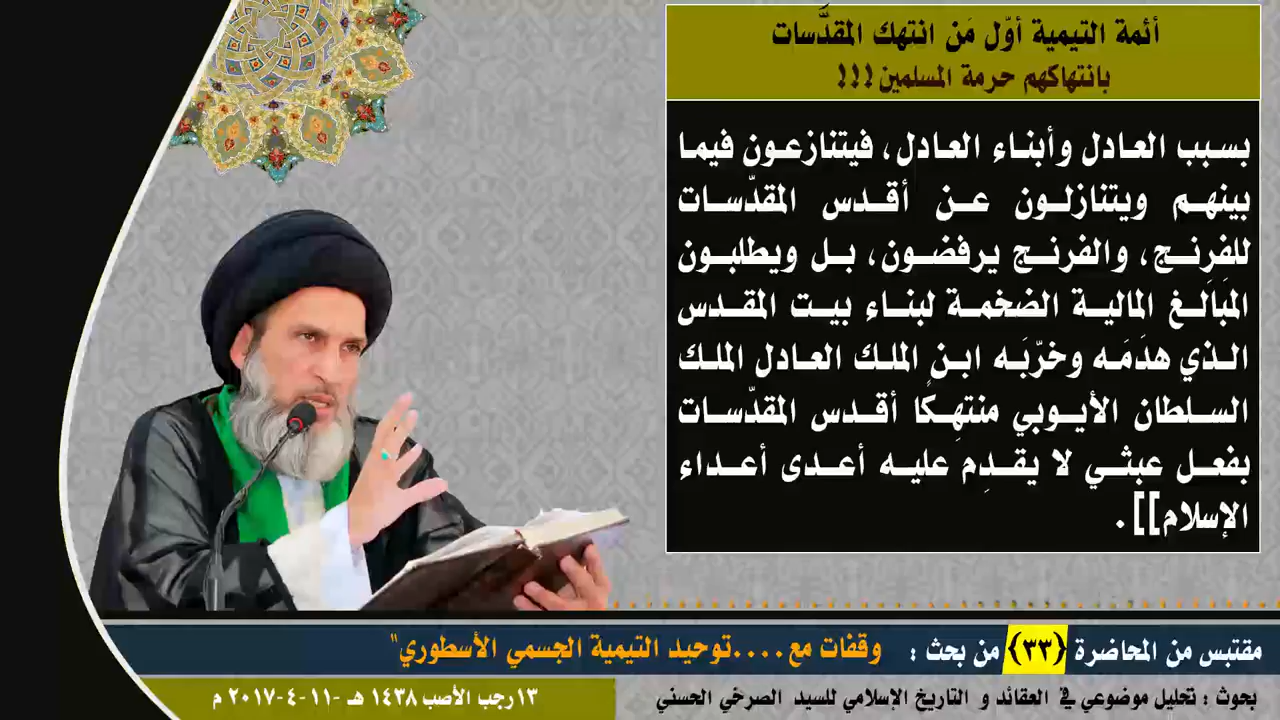 أئمة التيمية أوّل مَن انتهك المقدَّسات
بانتهاكهم حرمة المسلمين!!!
بسبب العادل وأبناء العادل، فيتنازعون فيما
بينهم ويتنازلون عن أقدس المقدّسات
للفرنج، والفرنج يرفضون، بل ويطلبون
المَبالغ المالية الضخمة لبناء بيت المقدس
الذي هدَمَه وخرّبَه ابن الملك العادل الملك
السلطان الأيوبي منتهِكًا أقدس المقدّسات
بفعل عبثي لا يقدِم عليه أعدى أعداء
الإسلام]].
مقتبس من المحاضرة {٣٣} من بحث : وقفات مع....توحيد التيمية الجسمي الأسطوري"
بحوث : تحليل موضوعي في العقائد و التاريخ الإسلامي للسيد الصرخي الحسني
١٣رجب الأصب ١٤٣٨ هـ -١١-٤-٢٠١٧ م